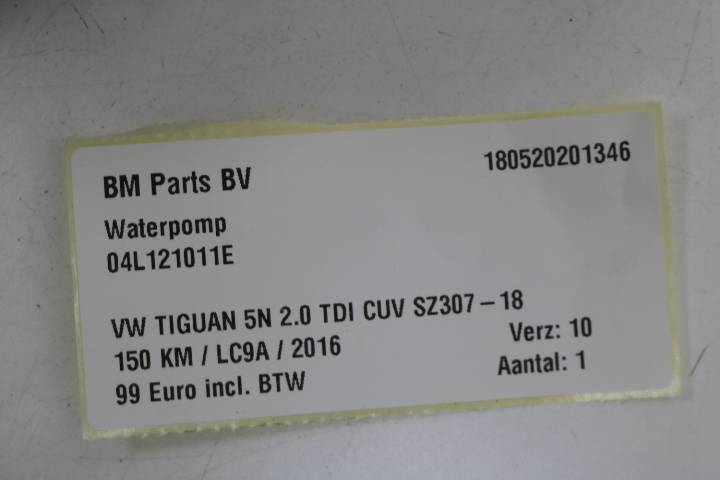 BM Parts BV
180520201346
Waterpomp
04L121011E
VW TIGUAN 5N 2.0 TDI CUV SZ307-18
150 KM / LC9A / 2016
Verz: 10
99 Euro incl. BTW
Aantal: 1